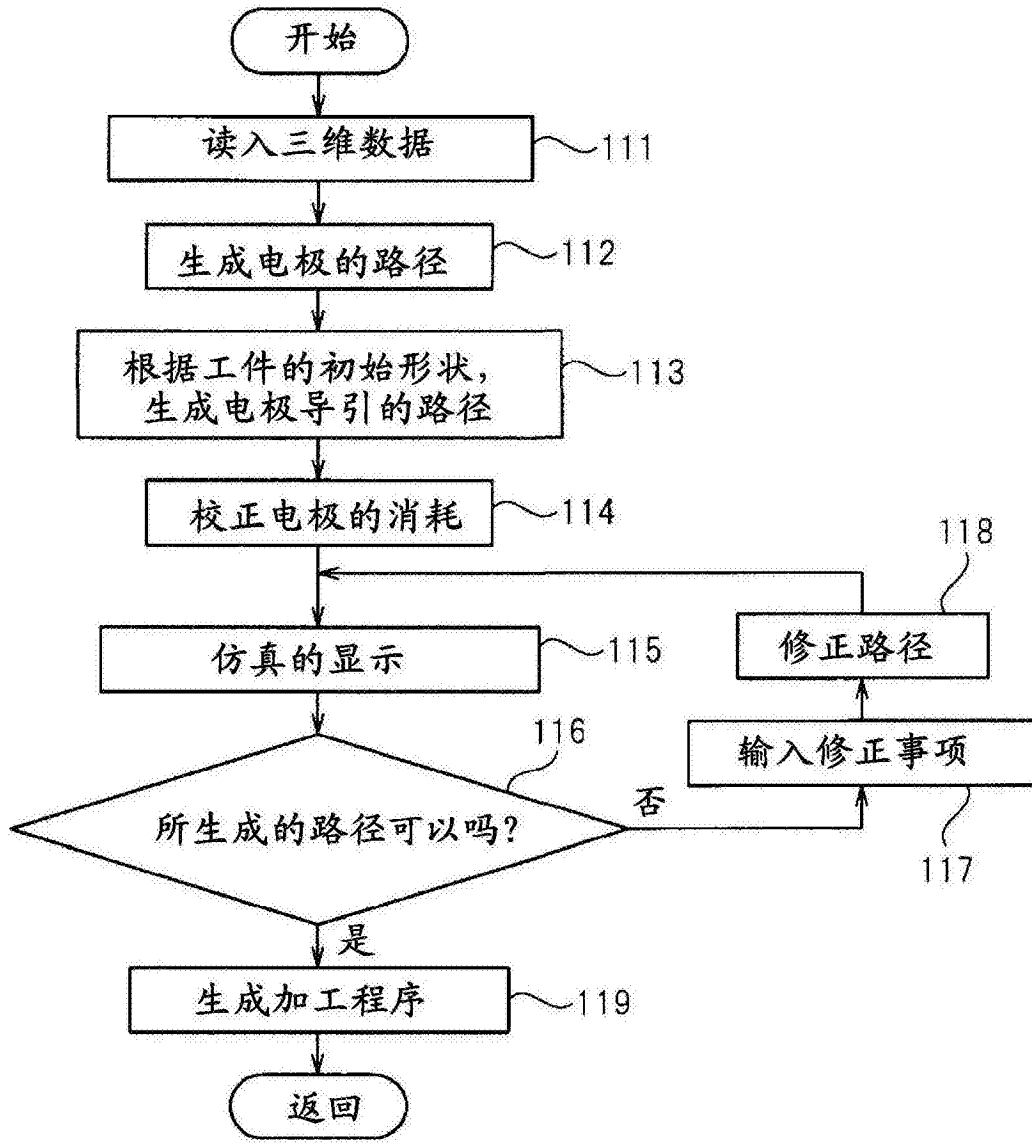 开始
读入三维数据
111
生成电极的路径
112
根据工件的初始形状，
生成电极导引的路径
113
校正电极的消耗
114
118
修正路径
仿真的显示
115
116
输入修正事项
所生成的路径可以吗？
否
117
是
生成加工程序
119
返回